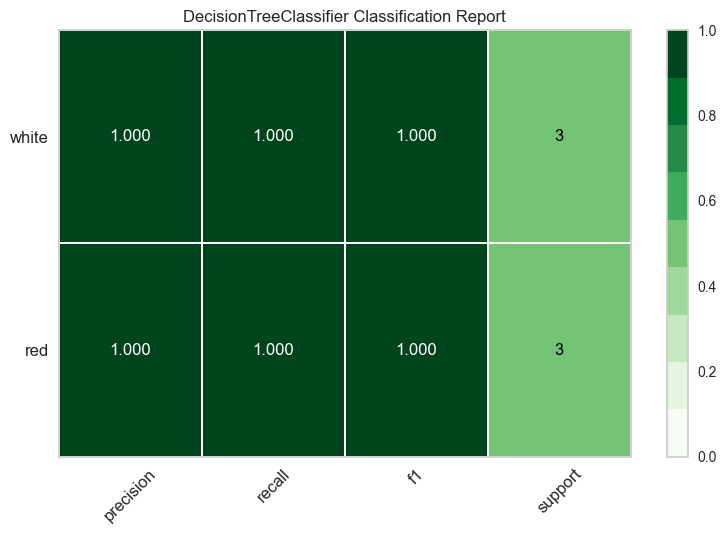 DecisionTreeClassifier Classification Report
white 1.000 1.000 1.000 3
red 1.000 1.000 1.000 3
precision recall f1 support
1.0
0.8
0.6
0.4
0.2
0.0